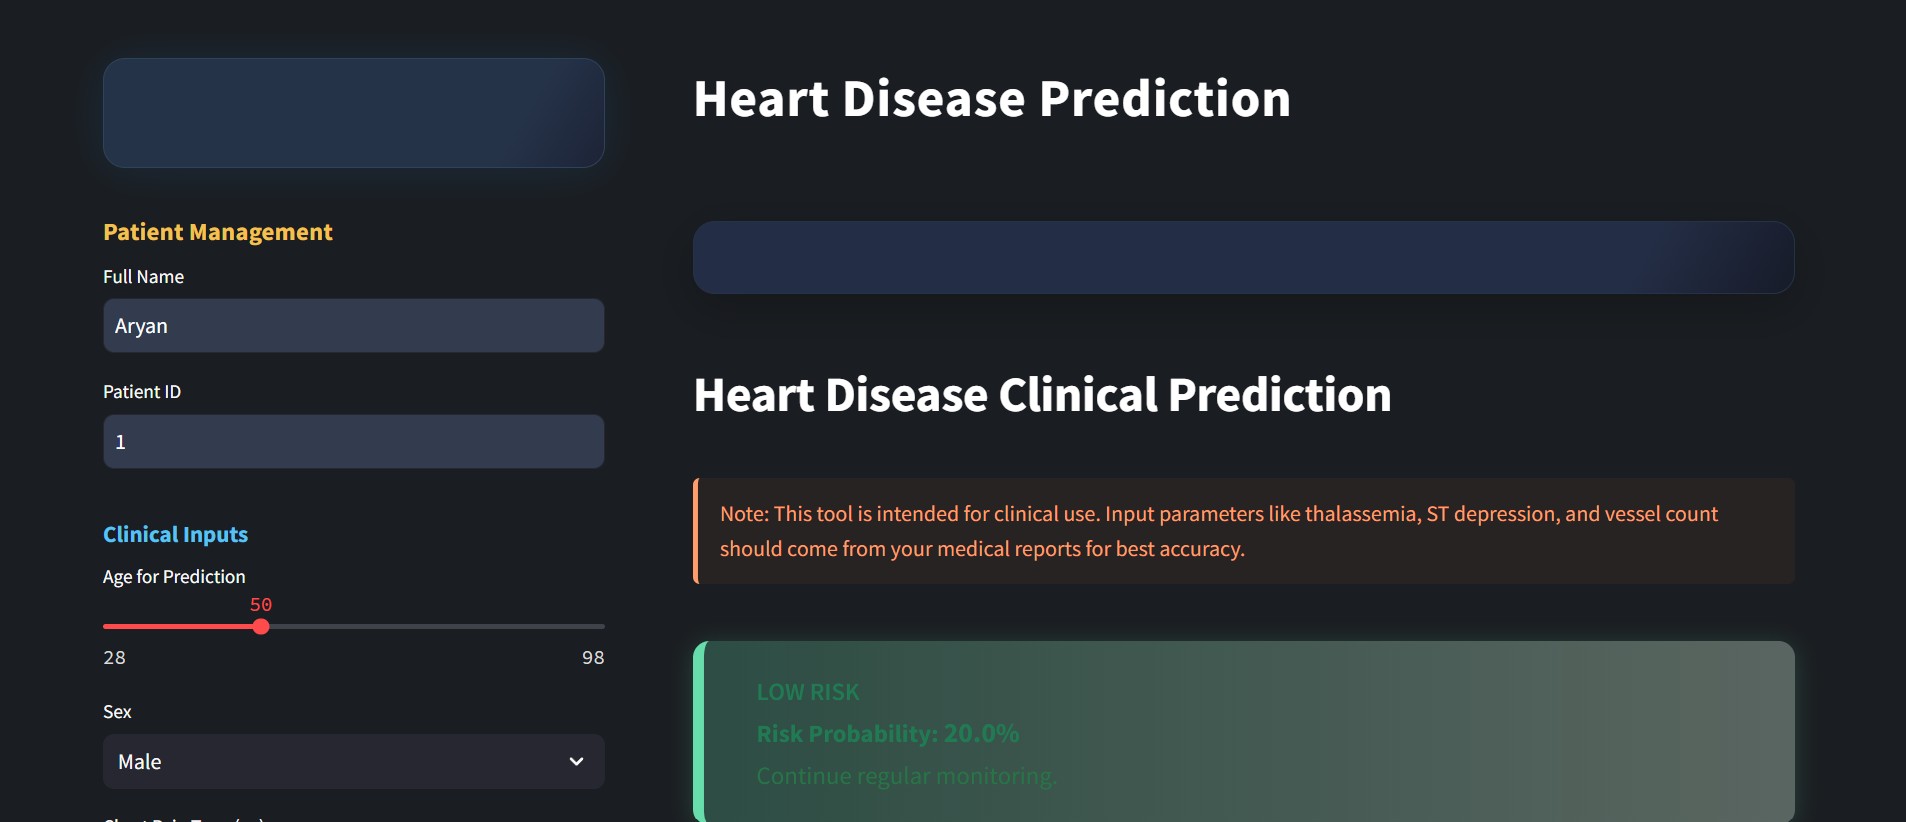 Patient Management
Full Name
Aryan
Patient ID
1
Clinical Inputs
Age for Prediction
50
28 98
Sex
Male
Heart Disease Prediction
Heart Disease Clinical Prediction
Note: This tool is intended for clinical use. Input parameters like thalassemia, ST depression, and vessel count
should come from your medical reports for best accuracy.
LOW RISK
Risk Probability: 20.0%
Continue regular monitoring.